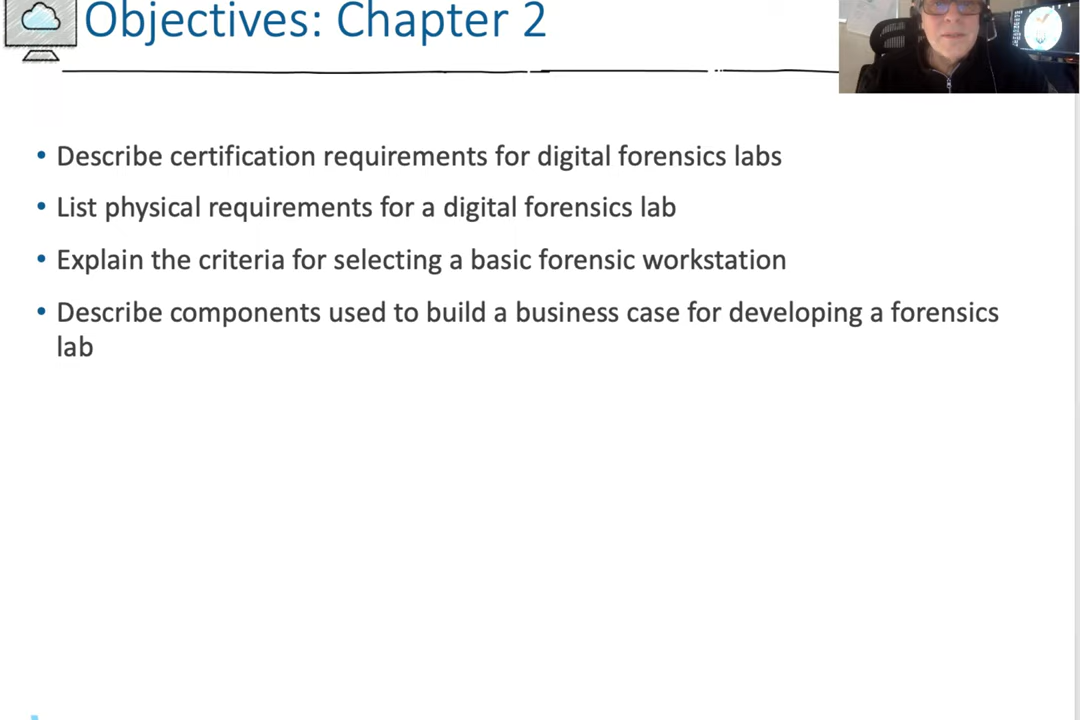 Objectives: Chapter 2
• Describe certification requirements for digital forensics labs
• List physical requirements for a digital forensics lab
• Explain the criteria for selecting a basic forensic workstation
• Describe components used to build a business case for developing a forensics
lab